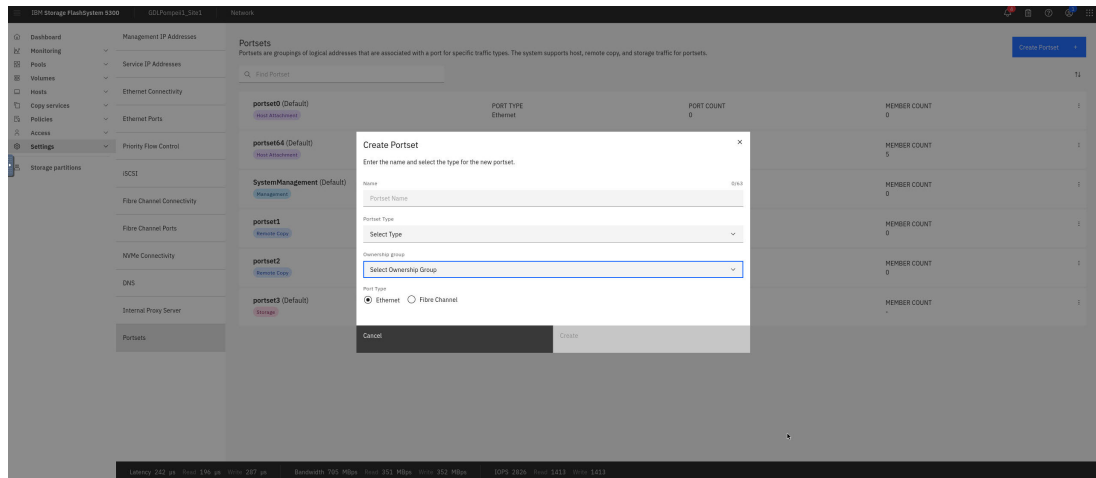 IBM Storage FlashSystem 5300
GDLPompeii1_Site1
Network
Dashboard
Monitoring
Pools
Volumes
Hosts
Copy services
Policies
Access
Settings
Storage partitions
Management IP Addresses
Service IP Addresses
Ethernet Connectivity
Ethernet Ports
Priority Flow Control
iSCSI
Fibre Channel Connectivity
Fibre Channel Ports
NVMe Connectivity
DNS
Internal Proxy Server
Portsets
Portsets
Portsets are groupings of logical addresses that are associated with a port for specific traffic types. The system supports host, remote copy, and storage traffic for portsets.
Create Portset +
Find Portset
portset0 (Default)
Host Attachment
PORT TYPE
Ethernet
PORT COUNT
0
MEMBER COUNT
0
portset64 (Default)
Host Attachment
MEMBER COUNT
5
SystemManagement (Default)
Management
MEMBER COUNT
0
portset1
Remote Copy
MEMBER COUNT
0
portset2
Remote Copy
MEMBER COUNT
0
portset3 (Default)
Storage
MEMBER COUNT
-
Create Portset
Enter the name and select the type for the new portset.
Name 0/63
Portset Name
Portset Type
Select Type
Ownership group
Select Ownership Group
Port Type
Ethernet Fibre Channel
Cancel Create
Latency 242 µs Read 196 µs Write 287 µs Bandwidth 705 MBps Read 351 MBps Write 352 MBps IOPS 2826 Read 1413 Write 1413